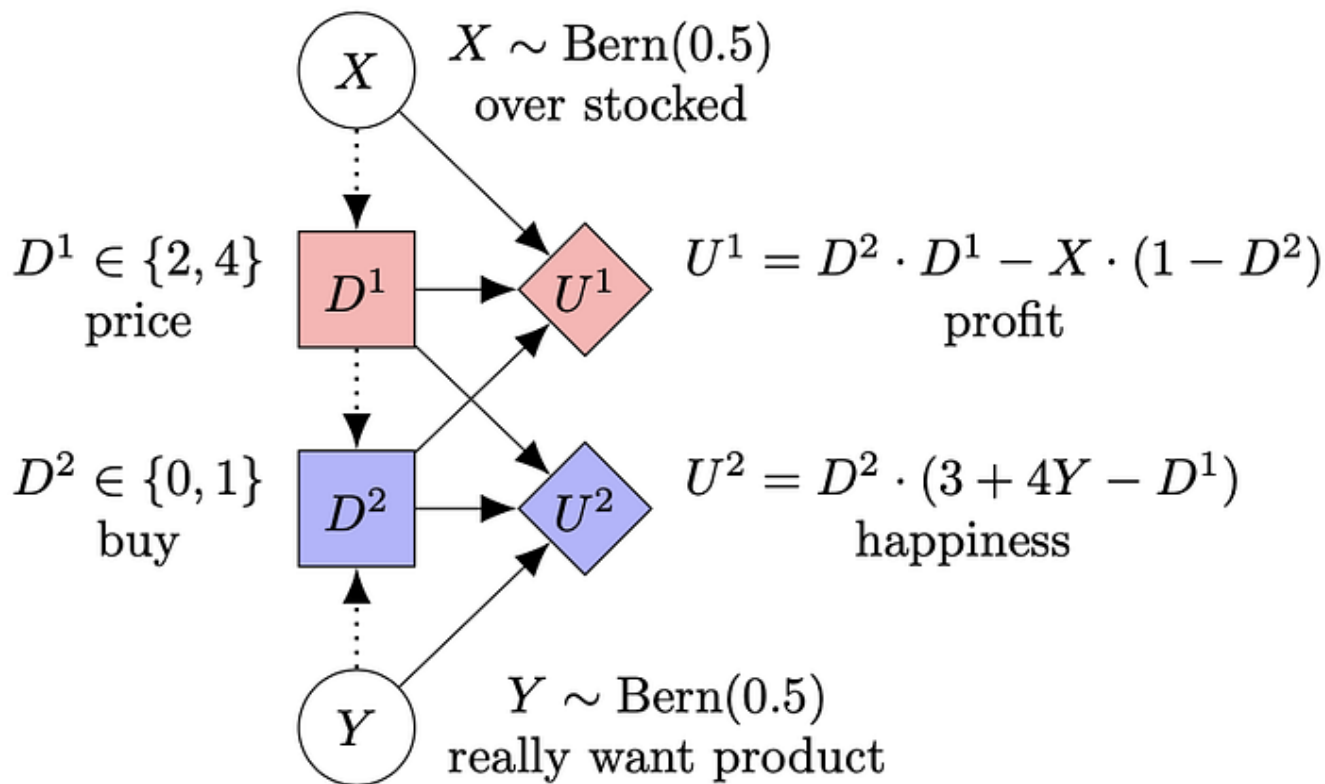 X
X ∼ Bern(0.5)
over stocked
D¹ ∈ {2, 4}
price
D¹
U¹
U¹ = D² · D¹ − X · (1 − D²)
profit
D² ∈ {0, 1}
buy
D²
U²
U² = D² · (3 + 4Y − D¹)
happiness
Y
Y ∼ Bern(0.5)
really want product